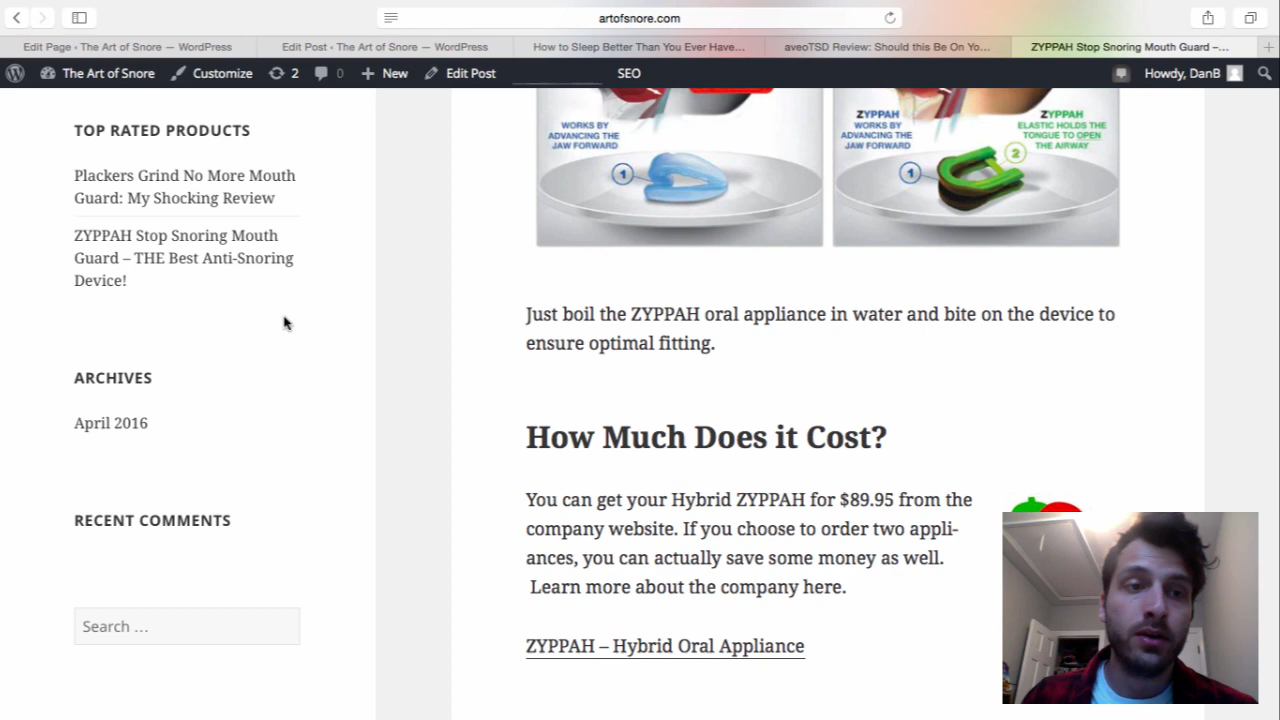 artofsnore.com
Edit Page ‹ The Art of Snore — WordPress
Edit Post ‹ The Art of Snore — WordPress
How to Sleep Better Than You Ever Have...
aveoTSD Review: Should this Be On Yo...
ZYPPAH Stop Snoring Mouth Guard –...
The Art of Snore
Customize
2
0
New
Edit Post
SEO
Howdy, DanB
TOP RATED PRODUCTS
Plackers Grind No More Mouth
Guard: My Shocking Review
ZYPPAH Stop Snoring Mouth
Guard – THE Best Anti-Snoring
Device!
ARCHIVES
April 2016
RECENT COMMENTS
Search …
WORKS BY
ADVANCING THE
JAW FORWARD
1
ZYPPAH
WORKS BY
ADVANCING THE
JAW FORWARD
1
ZYPPAH
ELASTIC HOLDS THE
TONGUE TO OPEN
THE AIRWAY
2
Just boil the ZYPPAH oral appliance in water and bite on the device to
ensure optimal fitting.
How Much Does it Cost?
You can get your Hybrid ZYPPAH for $89.95 from the
company website. If you choose to order two appli-
ances, you can actually save some money as well.
Learn more about the company here.
ZYPPAH – Hybrid Oral Appliance